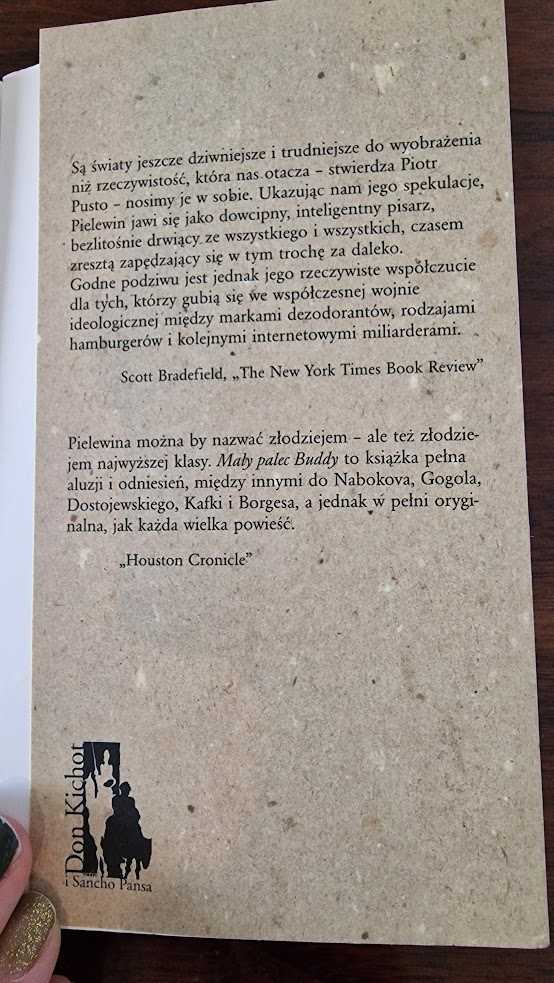 Są światy jeszcze dziwniejsze i trudniejsze do wyobrażenia
niż rzeczywistość, która nas otacza – stwierdza Piotr
Pusto – nosimy je w sobie. Ukazując nam jego spekulacje,
Pielewin jawi się jako dowcipny, inteligentny pisarz,
bezlitośnie drwiący ze wszystkiego i wszystkich, czasem
zresztą zapędzający się w tym trochę za daleko.
Godne podziwu jest jednak jego rzeczywiste współczucie
dla tych, którzy gubią się we współczesnej wojnie
ideologicznej między markami dezodorantów, rodzajami
hamburgerów i kolejnymi internetowymi miliarderami.
Scott Bradefield, „The New York Times Book Review”
Pielewina można by nazwać złodziejem – ale też złodzie-
jem najwyższej klasy. Mały palec Buddy to książka pełna
aluzji i odniesień, między innymi do Nabokova, Gogola,
Dostojewskiego, Kafki i Borgesa, a jednak w pełni orygi-
nalna, jak każda wielka powieść.
„Houston Cronicle”
Don Kichot
i Sancho Pansa